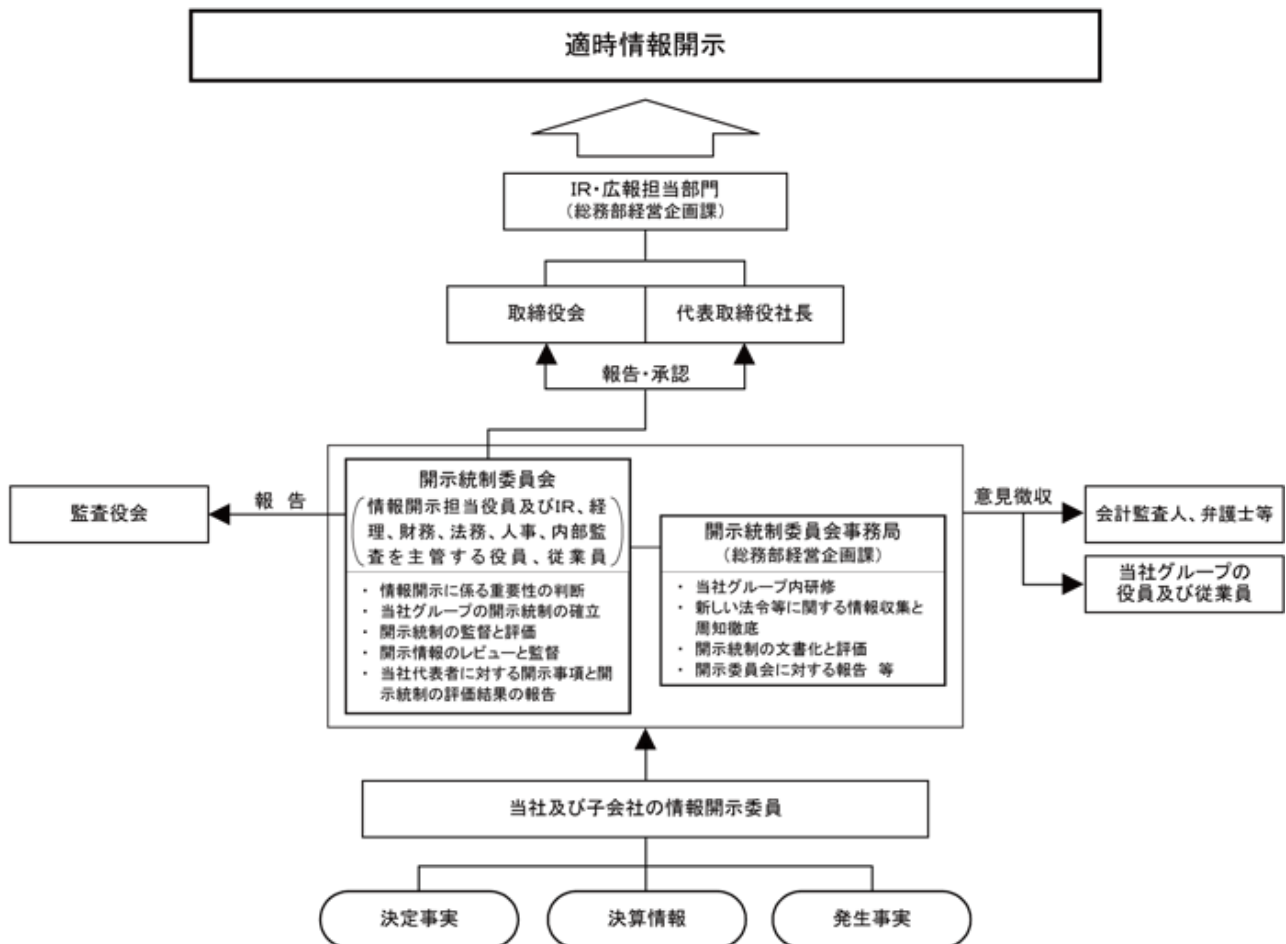 適時情報開示
IR・広報担当部門
(総務部経営企画課)
取締役会
代表取締役社長
報告・承認
監査役会
報 告
開示統制委員会
情報開示担当役員及びIR、経
理、財務、法務、人事、内部監
査を主管する役員、従業員
・ 情報開示に係る重要性の判断
・ 当社グループの開示統制の確立
・ 開示統制の監督と評価
・ 開示情報のレビューと監督
・ 当社代表者に対する開示事項と開
示統制の評価結果の報告
開示統制委員会事務局
(総務部経営企画課)
・ 当社グループ内研修
・ 新しい法令等に関する情報収集と
周知徹底
・ 開示統制の文書化と評価
・ 開示委員会に対する報告 等
意見徴収
会計監査人、弁護士等
当社グループの
役員及び従業員
当社及び子会社の情報開示委員
決定事実
決算情報
発生事実